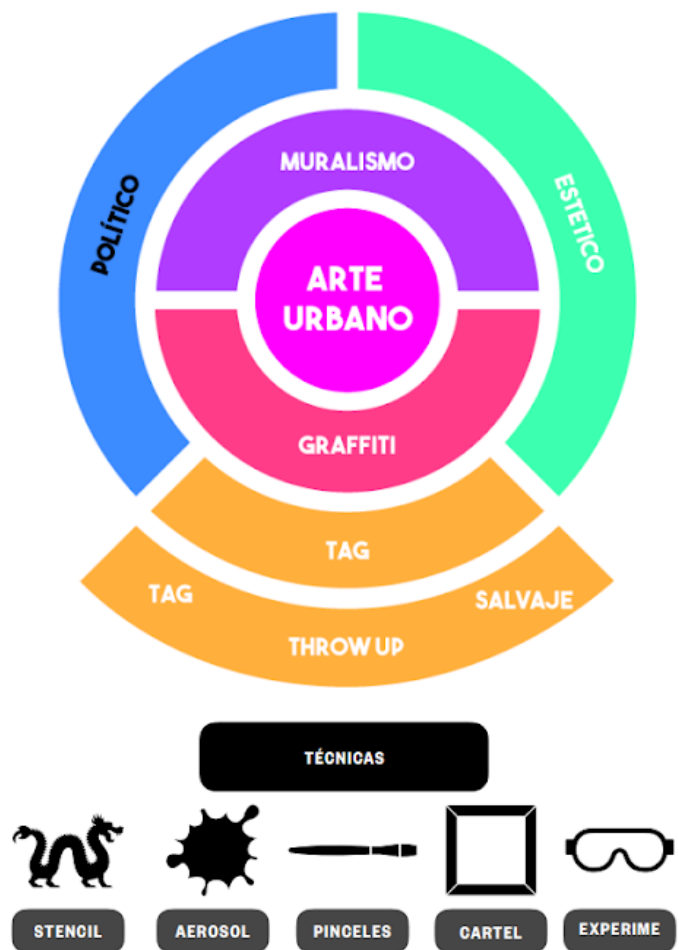 MURALISMO
POLÍTICO
ESTETICO
ARTE
URBANO
GRAFFITI
TAG
TAG
SALVAJE
THROW UP
TÉCNICAS
STENCIL
AEROSOL
PINCELES
CARTEL
EXPERIME